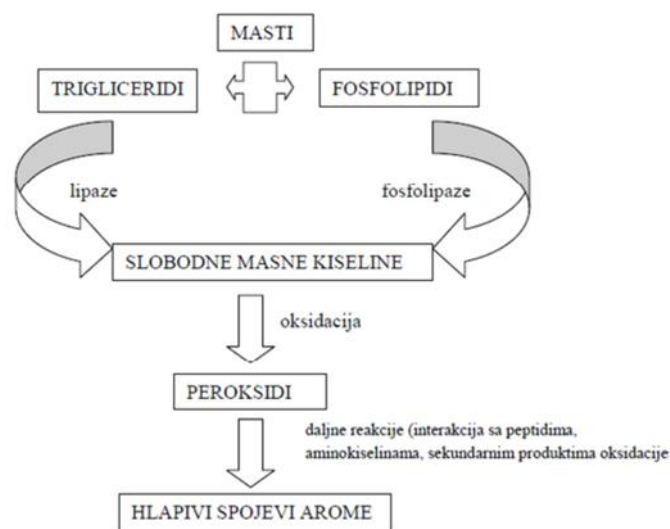 MASTI
TRIGLICERIDI
FOSFOLIPIDI
lipaze
fosfolipaze
SLOBODNE MASNE KISELINE
oksidacija
PEROKSIDI
daljne reakcije (interakcija sa peptidima,
aminokiselinama, sekundarnim produktima oksidacije
HLAPIVI SPOJEVI AROME